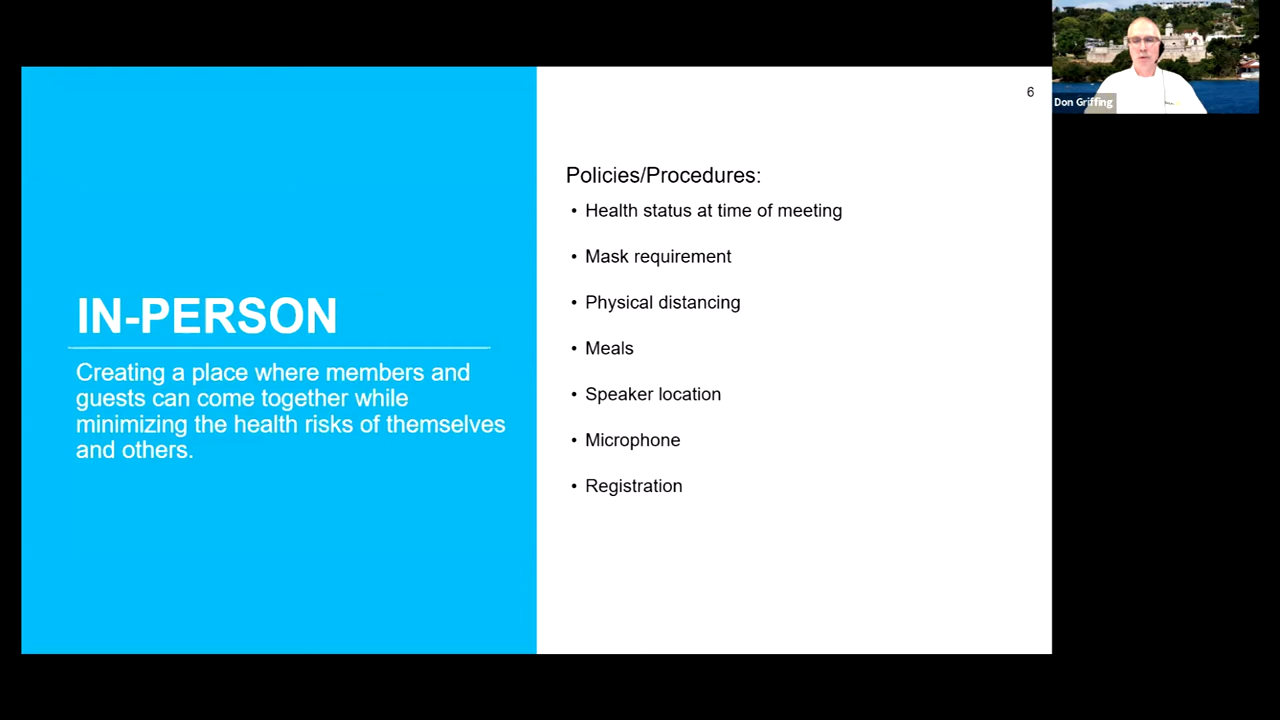 6
Don Griffing
Policies/Procedures:
• Health status at time of meeting
• Mask requirement
• Physical distancing
• Meals
• Speaker location
• Microphone
• Registration
IN-PERSON
Creating a place where members and
guests can come together while
minimizing the health risks of themselves
and others.